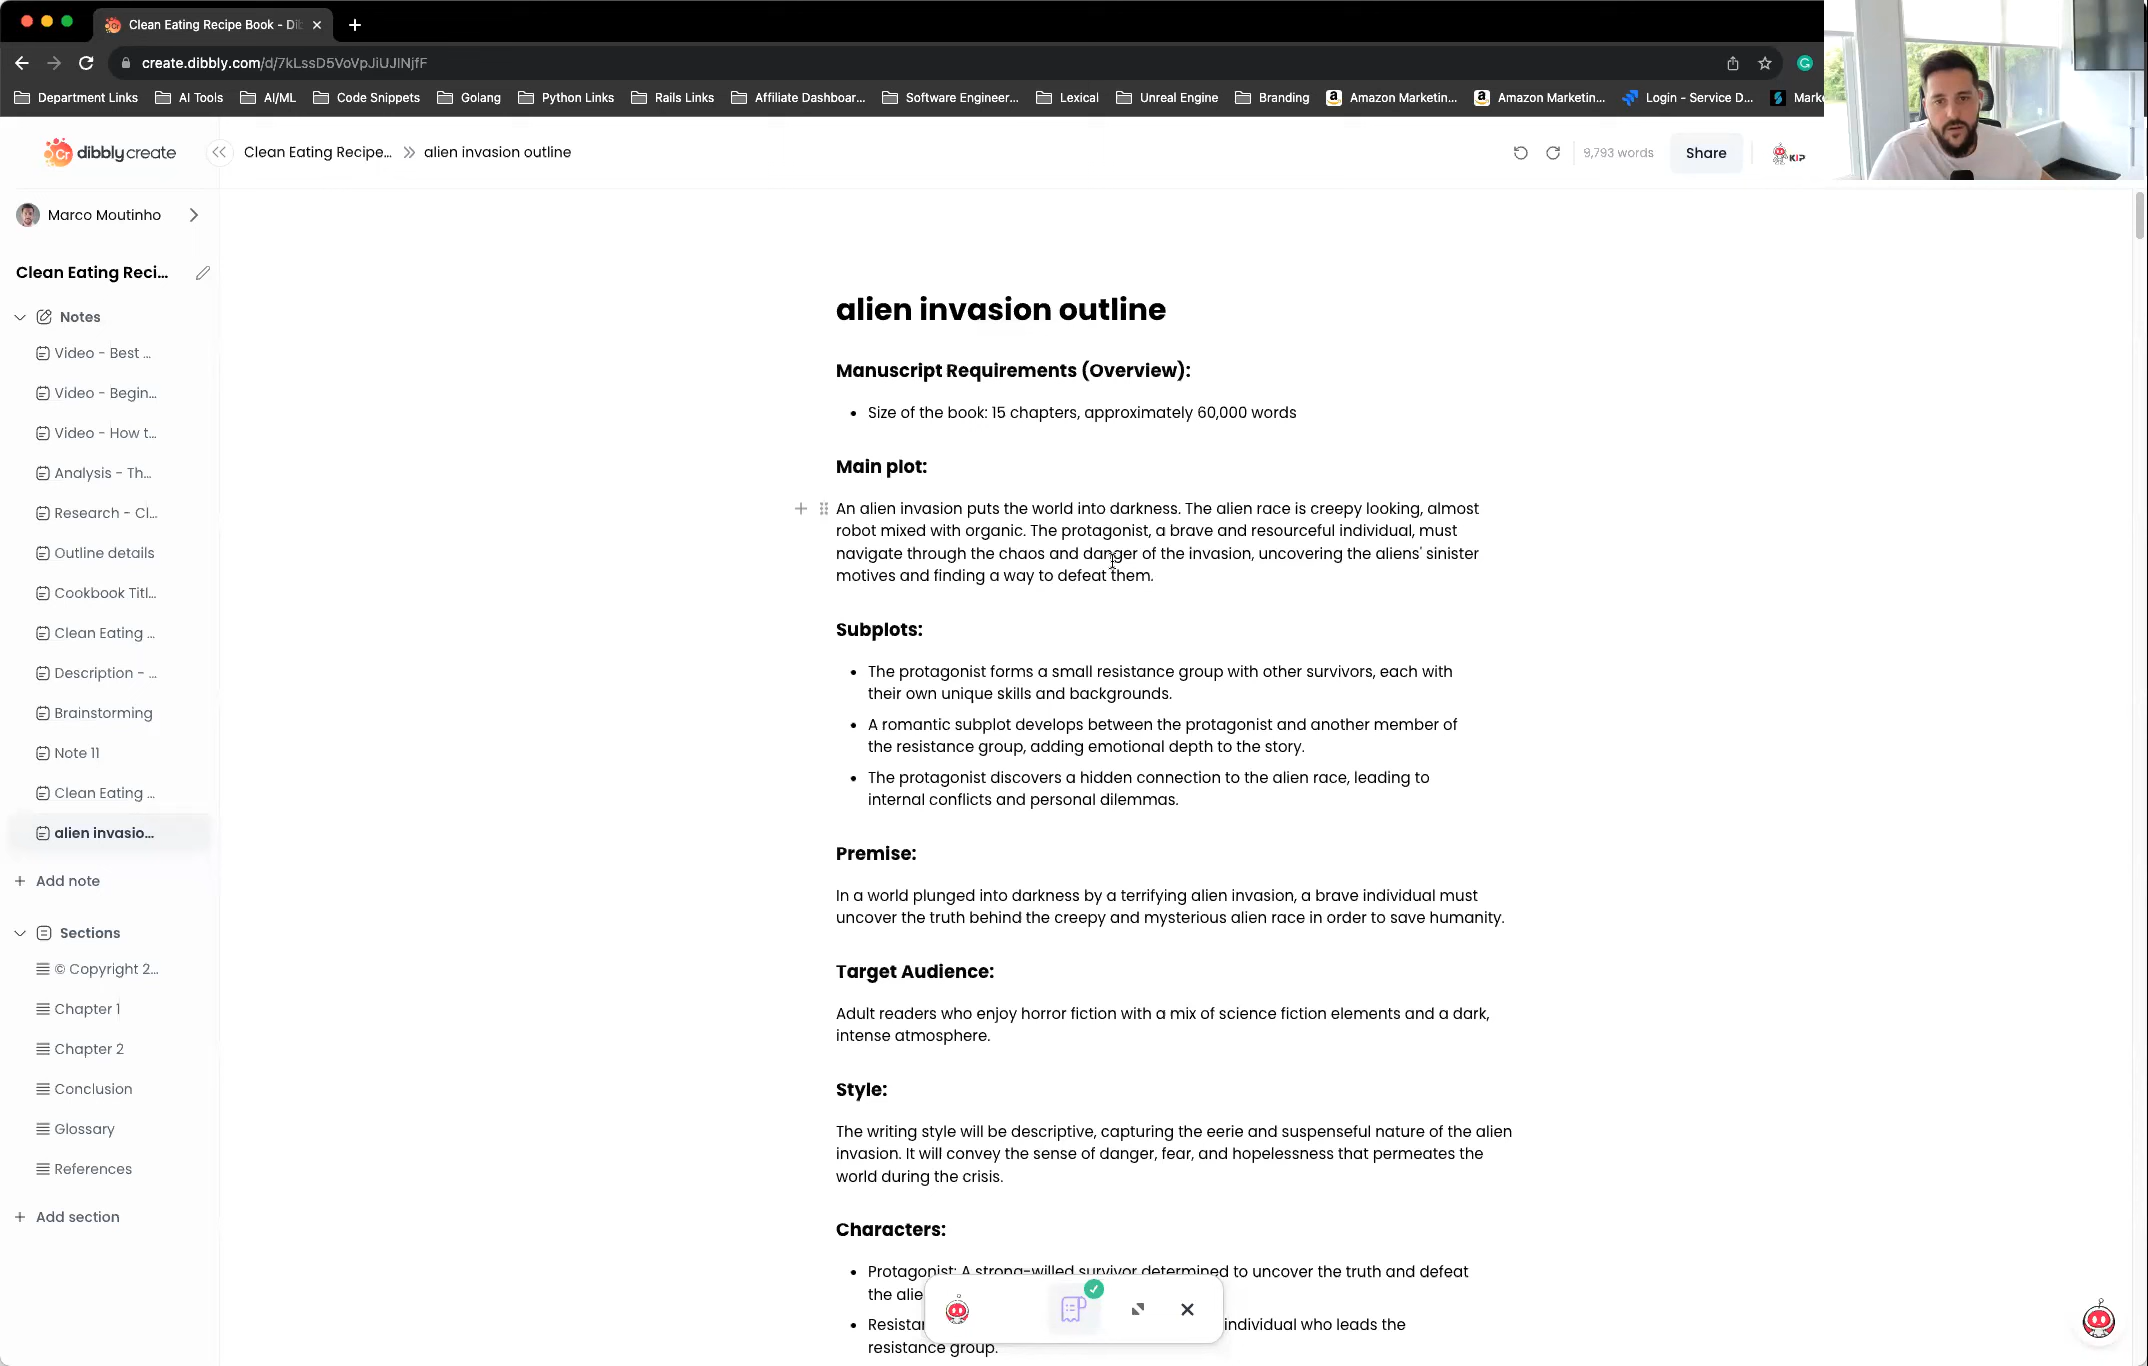 Clean Eating Recipe Book - Di
create.dibbly.com/d/7kLssD5VoVpJiUJINjfF
Department Links AI Tools AI/ML Code Snippets Golang Python Links Rails Links Affiliate Dashboar... Software Engineer... Lexical Unreal Engine Branding Amazon Marketin... Amazon Marketin... Login - Service D... Mark
Cr dibblycreate
Clean Eating Recipe... alien invasion outline
9,793 words
Share
KIP
Marco Moutinho
Clean Eating Reci...
Notes
Video - Best ...
Video - Begin...
Video - How t...
Analysis - Th...
Research - Cl...
Outline details
Cookbook Titl...
Clean Eating ...
Description - ...
Brainstorming
Note 11
Clean Eating ...
alien invasio...
+ Add note
Sections
© Copyright 2...
Chapter 1
Chapter 2
Conclusion
Glossary
References
+ Add section
alien invasion outline
Manuscript Requirements (Overview):
• Size of the book: 15 chapters, approximately 60,000 words
Main plot:
An alien invasion puts the world into darkness. The alien race is creepy looking, almost
robot mixed with organic. The protagonist, a brave and resourceful individual, must
navigate through the chaos and danger of the invasion, uncovering the aliens' sinister
motives and finding a way to defeat them.
Subplots:
• The protagonist forms a small resistance group with other survivors, each with
their own unique skills and backgrounds.
• A romantic subplot develops between the protagonist and another member of
the resistance group, adding emotional depth to the story.
• The protagonist discovers a hidden connection to the alien race, leading to
internal conflicts and personal dilemmas.
Premise:
In a world plunged into darkness by a terrifying alien invasion, a brave individual must
uncover the truth behind the creepy and mysterious alien race in order to save humanity.
Target Audience:
Adult readers who enjoy horror fiction with a mix of science fiction elements and a dark,
intense atmosphere.
Style:
The writing style will be descriptive, capturing the eerie and suspenseful nature of the alien
invasion. It will convey the sense of danger, fear, and hopelessness that permeates the
world during the crisis.
Characters:
• Protagonist: A strong-willed survivor determined to uncover the truth and defeat
the alie
• Resistan individual who leads the
resistance group.